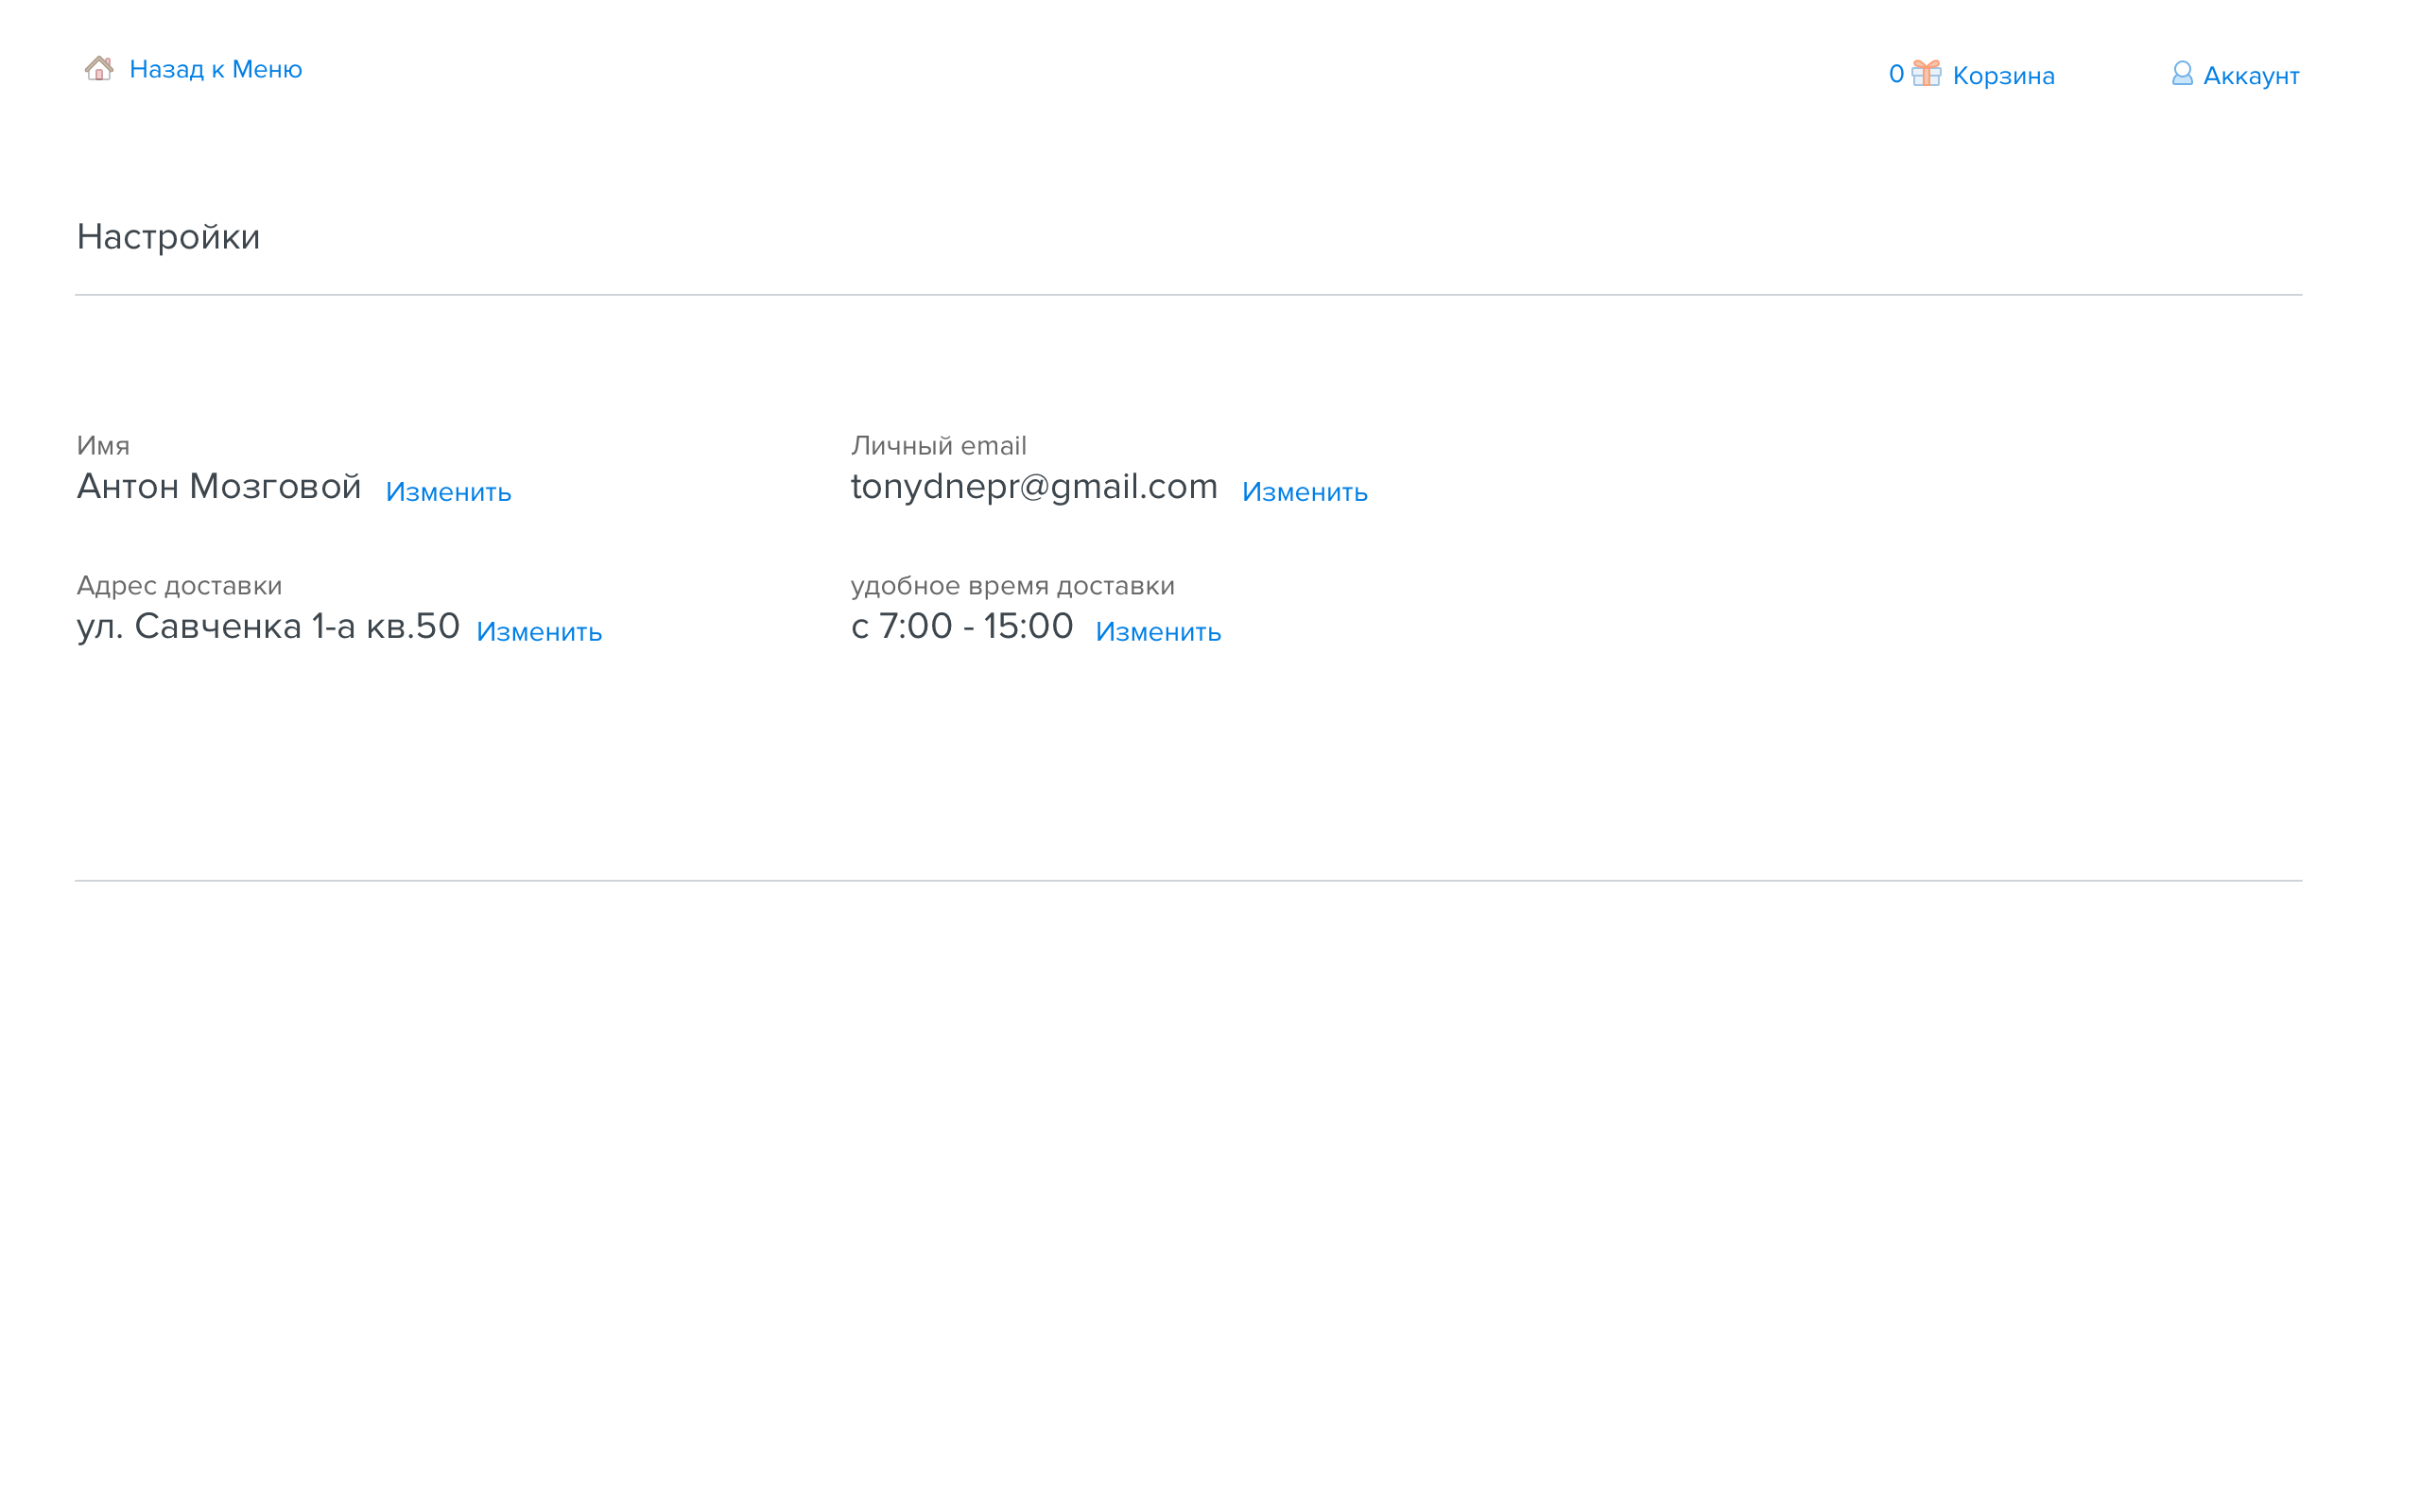 Назад к Меню
0 Корзина
Аккаунт
Настройки
Имя
Антон Мозговой Изменить
Личный email
tonydnepr@gmail.com Изменить
Адрес доставки
ул. Савченка 1-а кв.50 Изменить
удобное время доставки
с 7:00 - 15:00 Изменить